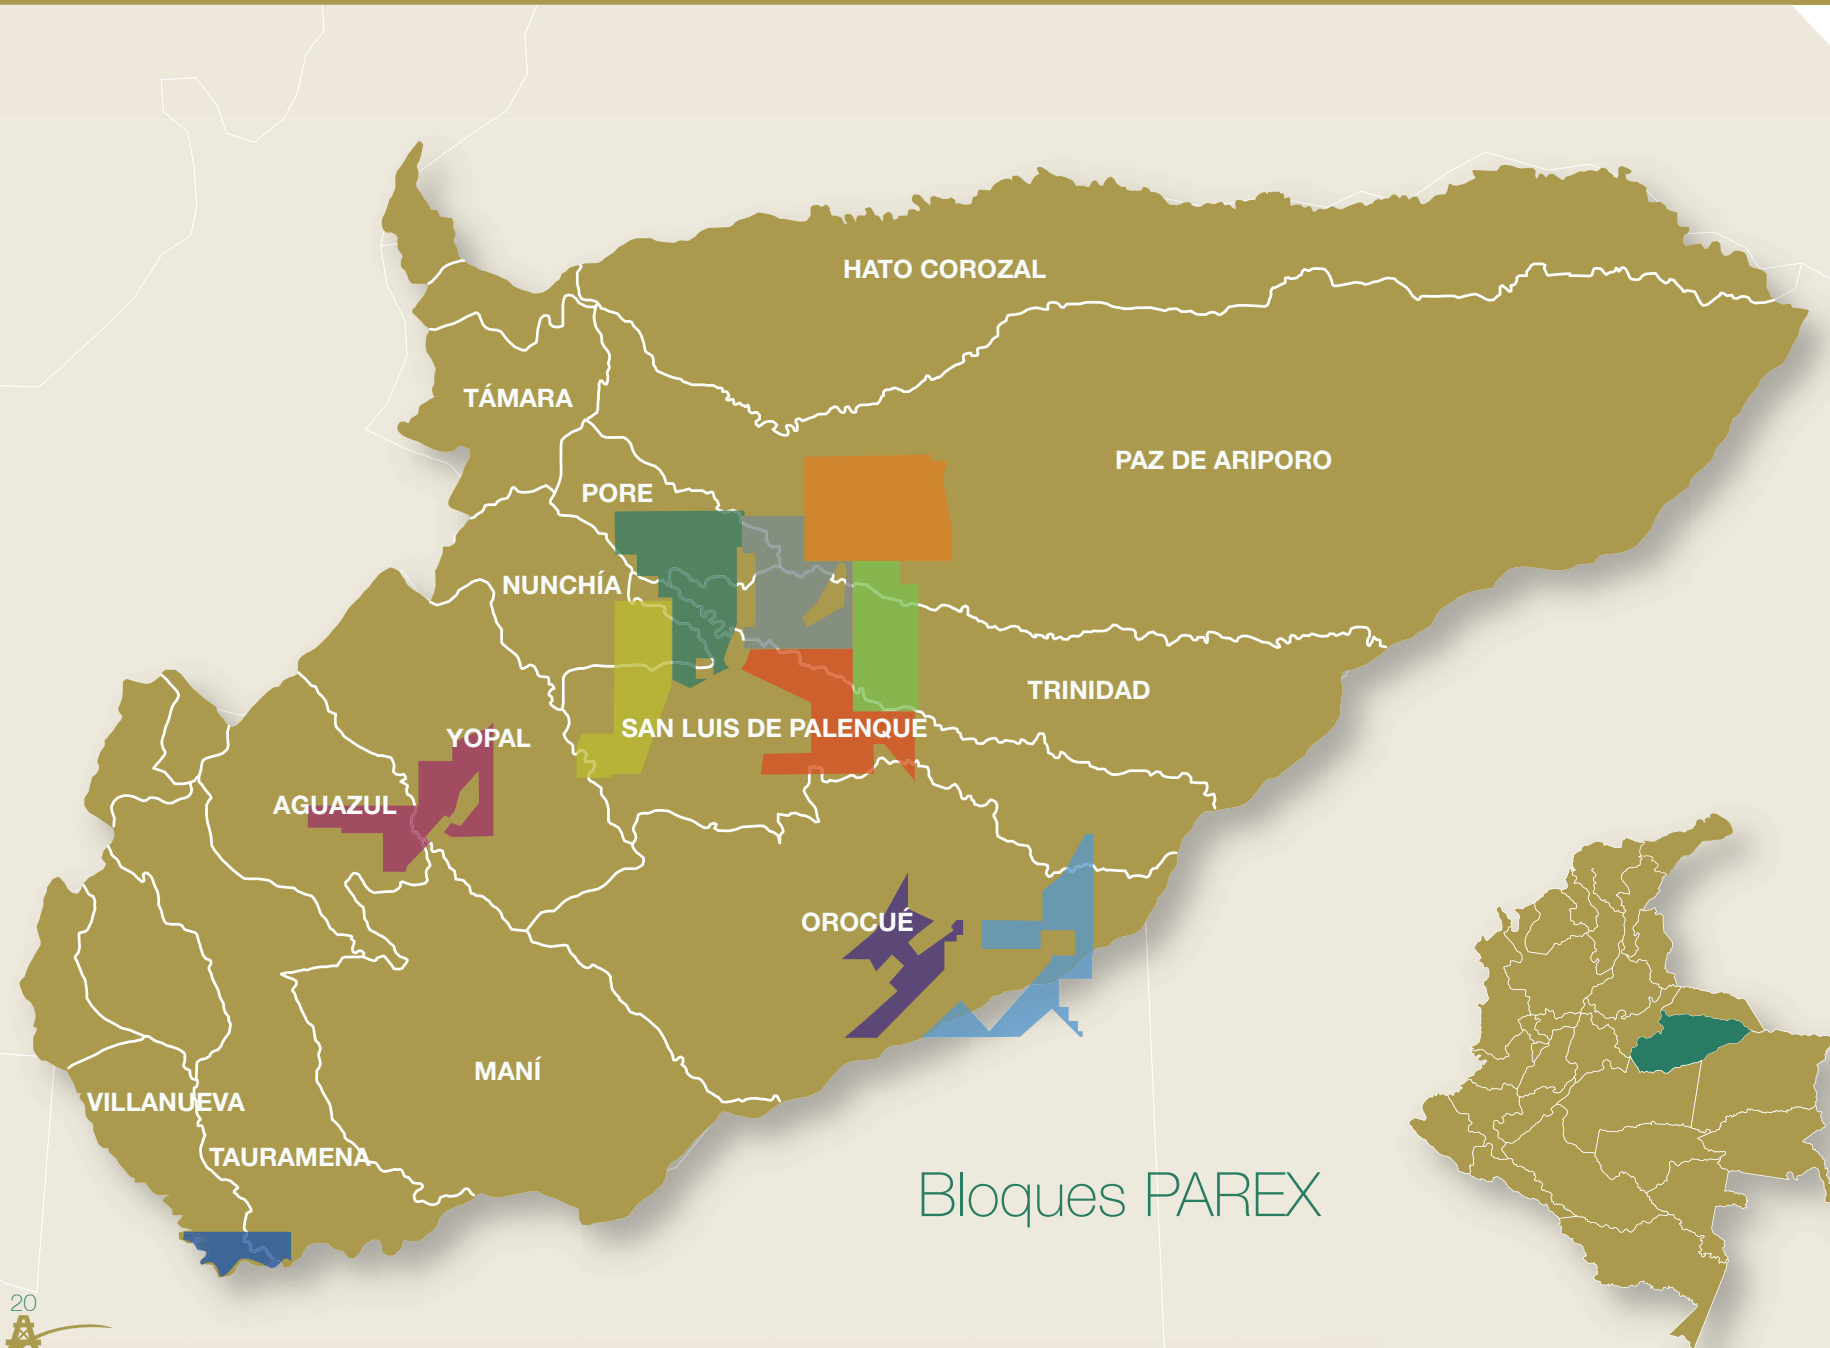 HATO COROZAL
TÁMARA
PAZ DE ARIPORO
PORE
NUNCHÍA
TRINIDAD
SAN LUIS DE PALENQUE
YOPAL
AGUAZUL
OROCUÉ
MANÍ
VILLANUEVA
TAURAMENA
Bloques PAREX
20